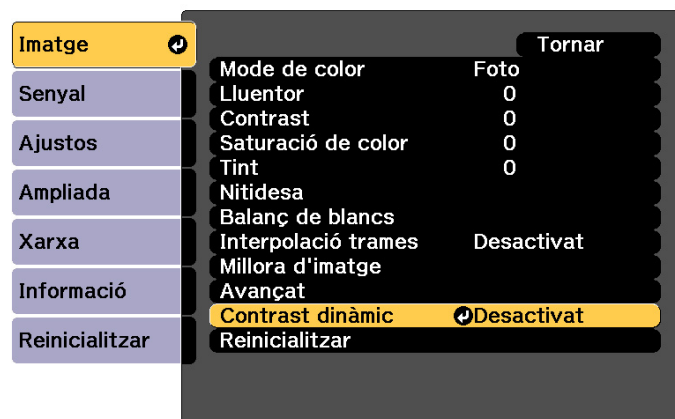 Imatge
Senyal
Ajustos
Ampliada
Xarxa
Informació
Reinicialitzar
Tornar
Mode de color Foto
Lluentor 0
Contrast 0
Saturació de color 0
Tint 0
Nitidesa
Balanç de blancs
Interpolació trames Desactivat
Millora d'imatge
Avançat
Contrast dinàmic Desactivat
Reinicialitzar